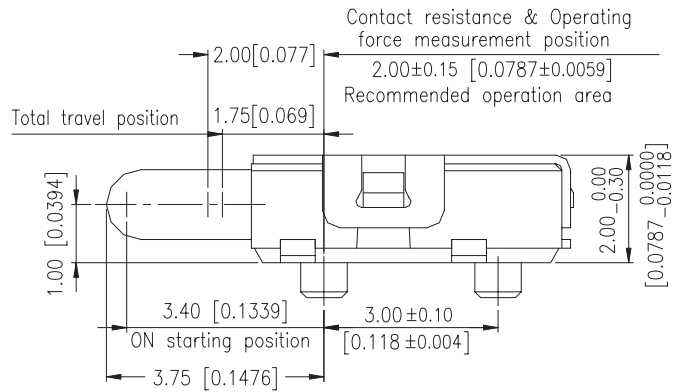 Contact resistance & Operating
force measurement position
2.00[0.077]
2.00±0.15 [0.0787±0.0059]
Recommended operation area
Total travel position
1.75[0.069]
1.00 [0.0394]
2.00 0.00 -0.30
[0.0787 0.0000 -0.0118]
3.40 [0.1339]
ON starting position
3.00±0.10
[0.118 ±0.004]
3.75 [0.1476]